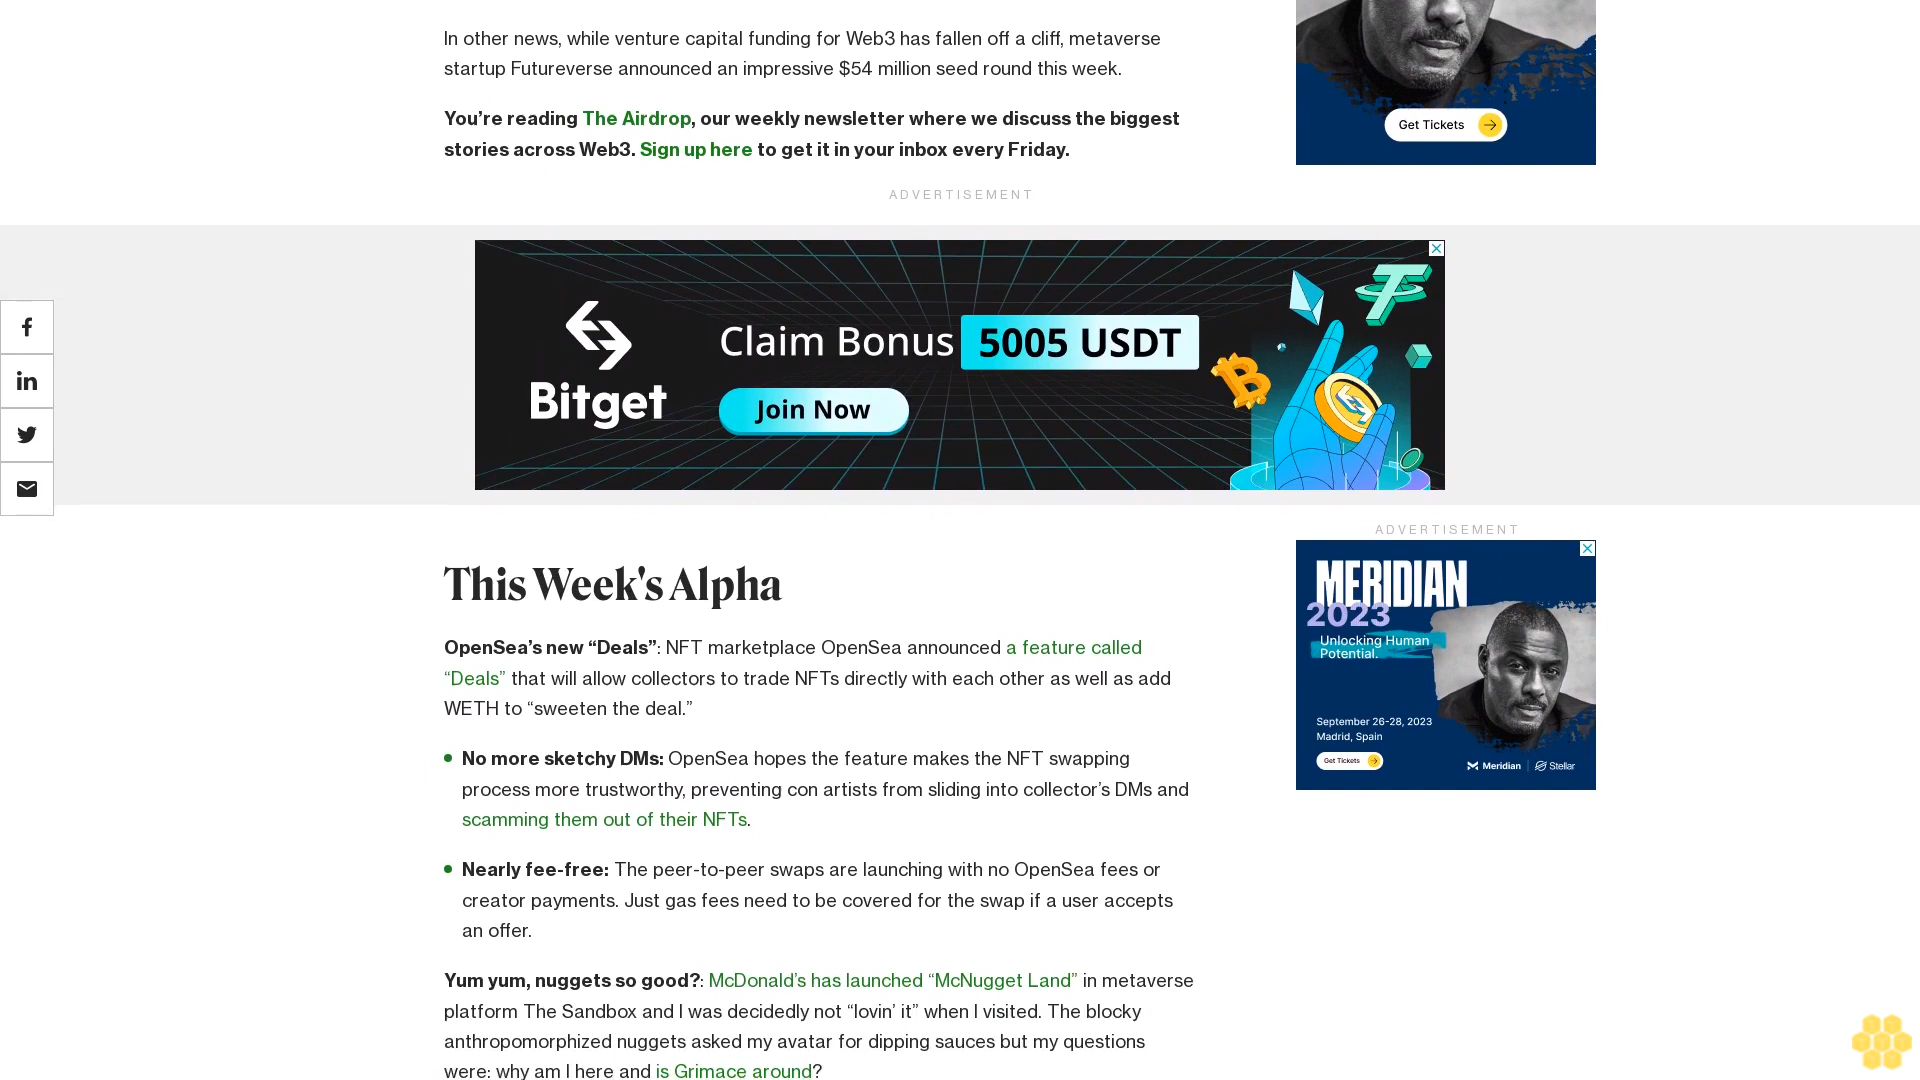 In other news, while venture capital funding for Web3 has fallen off a cliff, metaverse
startup Futureverse announced an impressive $54 million seed round this week.
You’re reading The Airdrop, our weekly newsletter where we discuss the biggest
stories across Web3. Sign up here to get it in your inbox every Friday.
Get Tickets
ADVERTISEMENT
Bitget
Claim Bonus 5005 USDT
Join Now
ADVERTISEMENT
MERIDIAN
2023
Unlocking Human
Potential.
September 26-28, 2023
Madrid, Spain
Get Tickets
Meridian | Stellar
This Week's Alpha
OpenSea’s new “Deals”: NFT marketplace OpenSea announced a feature called
“Deals” that will allow collectors to trade NFTs directly with each other as well as add
WETH to “sweeten the deal.”
No more sketchy DMs: OpenSea hopes the feature makes the NFT swapping
process more trustworthy, preventing con artists from sliding into collector’s DMs and
scamming them out of their NFTs.
Nearly fee-free: The peer-to-peer swaps are launching with no OpenSea fees or
creator payments. Just gas fees need to be covered for the swap if a user accepts
an offer.
Yum yum, nuggets so good?: McDonald’s has launched “McNugget Land” in metaverse
platform The Sandbox and I was decidedly not “lovin’ it” when I visited. The blocky
anthropomorphized nuggets asked my avatar for dipping sauces but my questions
were: why am I here and is Grimace around?